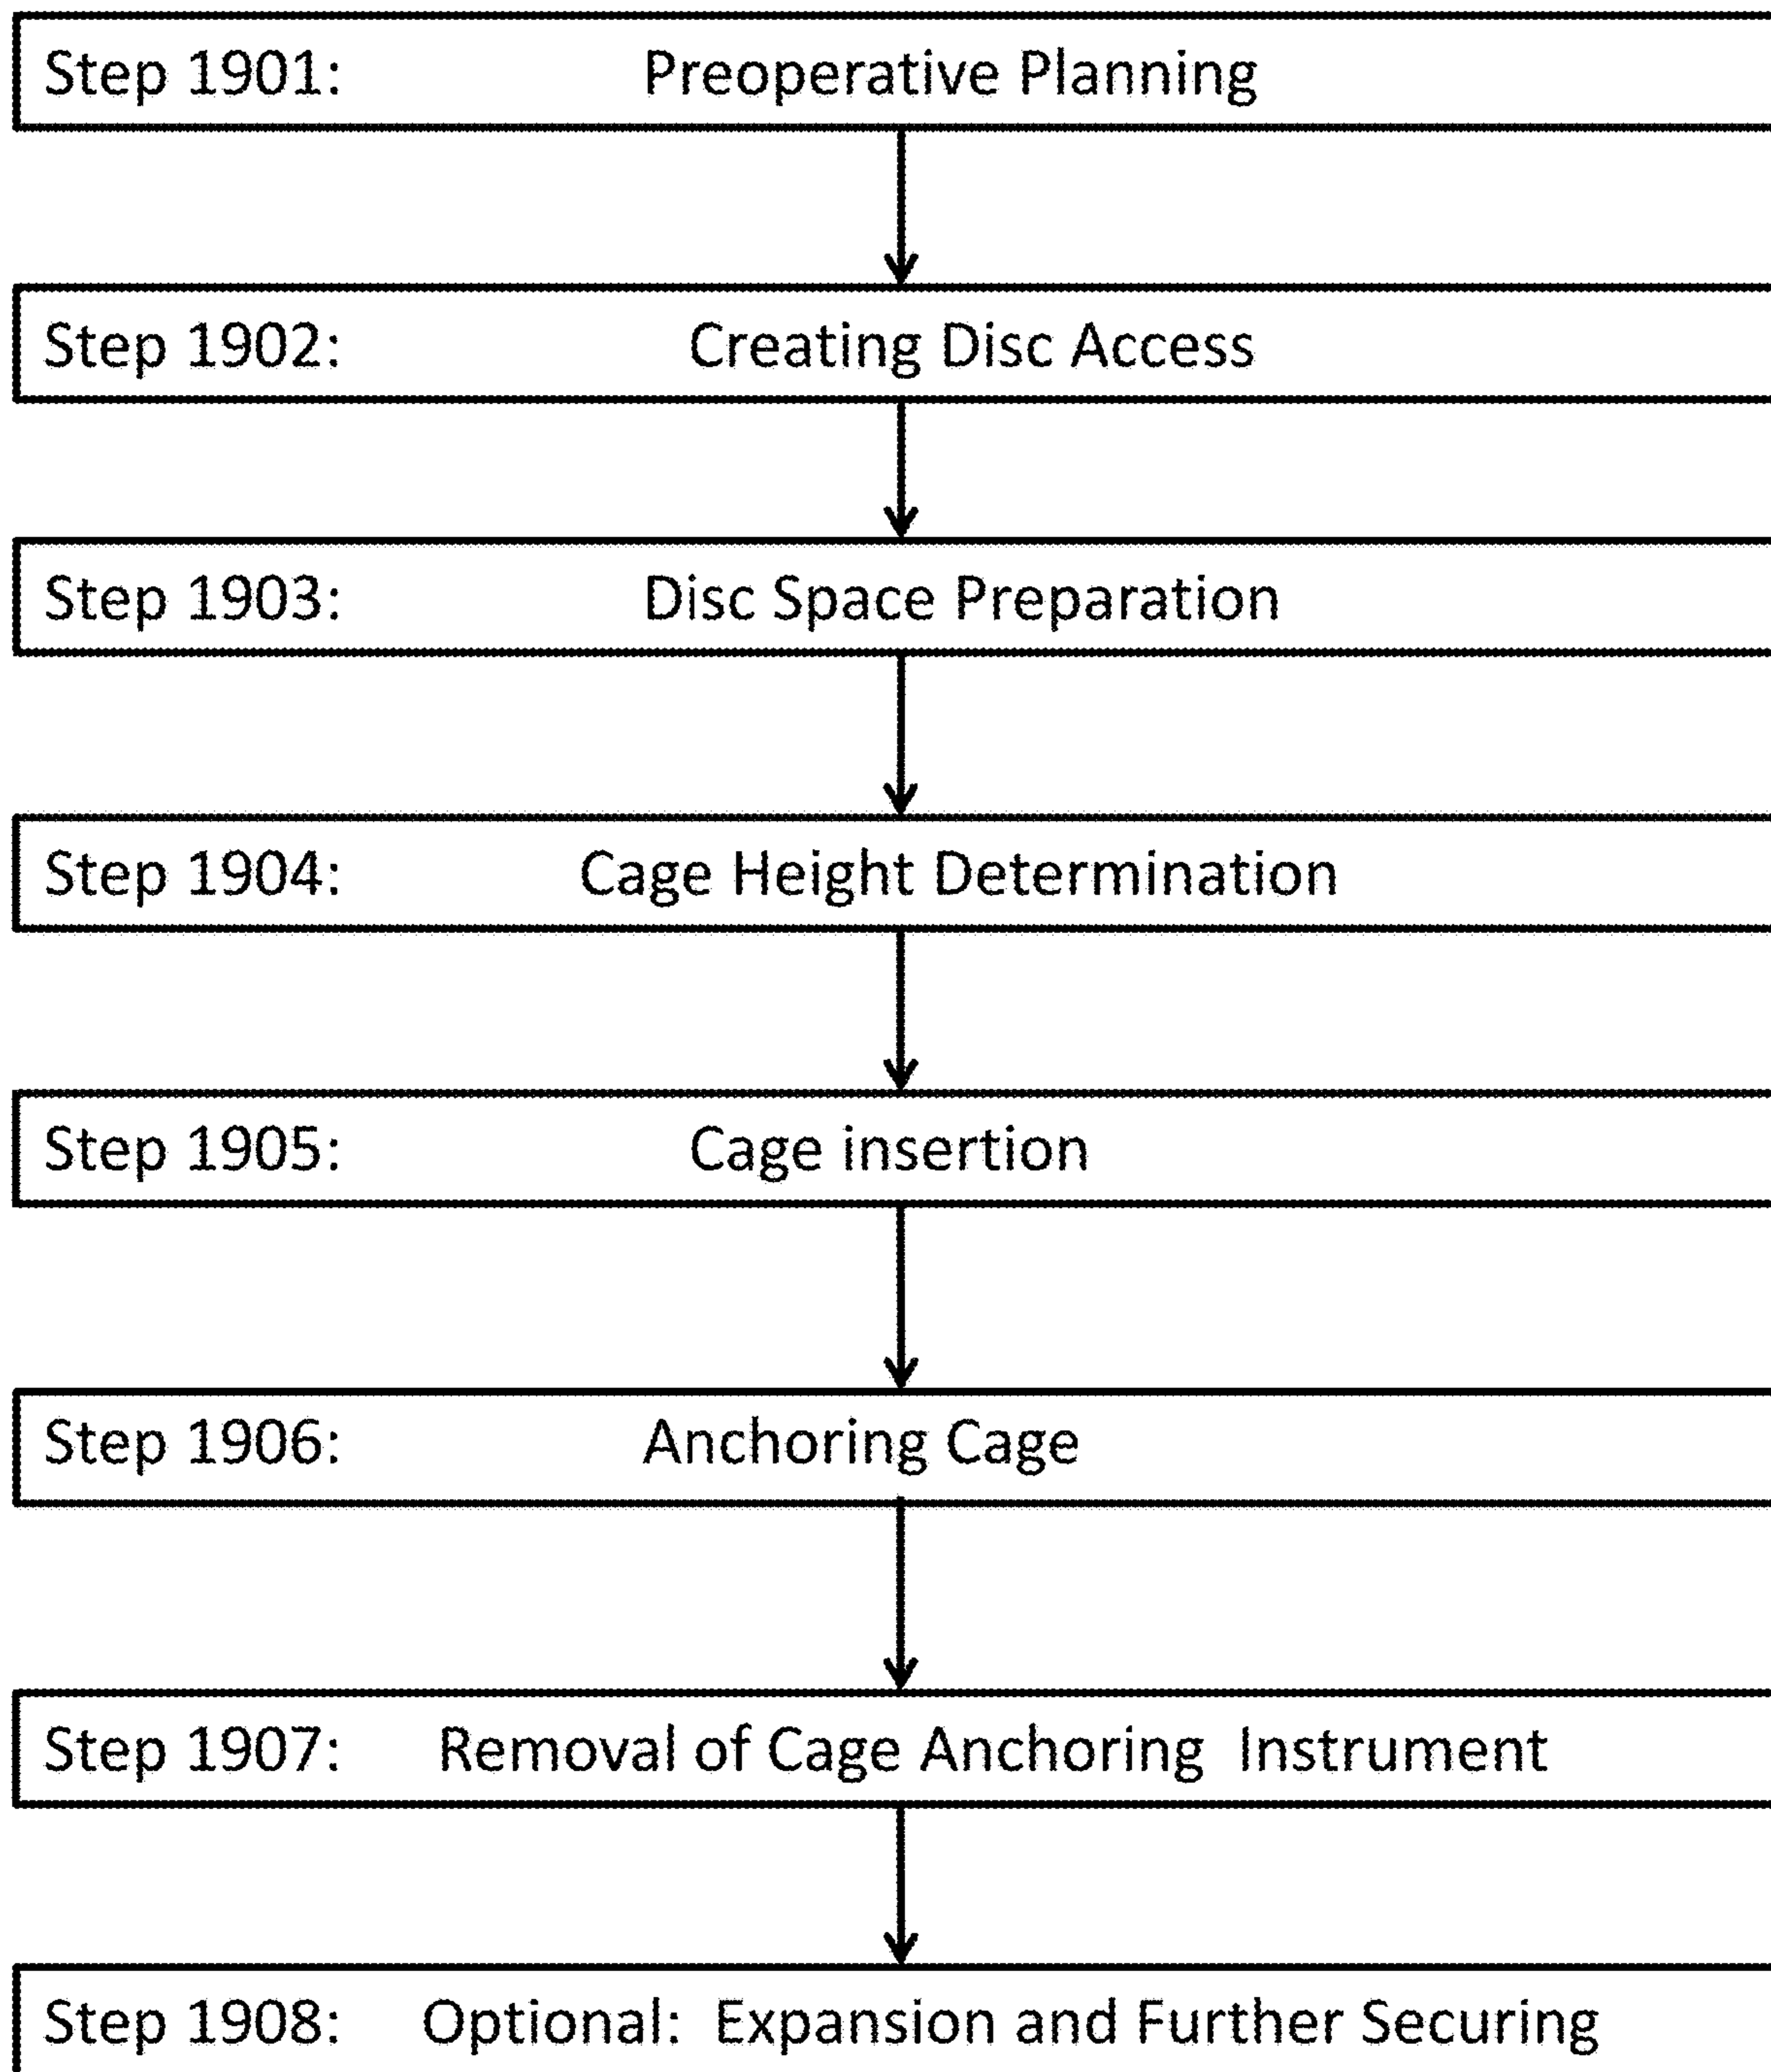 Step 1901: Preoperative Planning
Step 1902: Creating Disc Access
Step 1903: Disc Space Preparation
Step 1904: Cage Height Determination
Step 1905: Cage insertion
Step 1906: Anchoring Cage
Step 1907: Removal of Cage Anchoring Instrument
Step 1908: Optional: Expansion and Further Securing